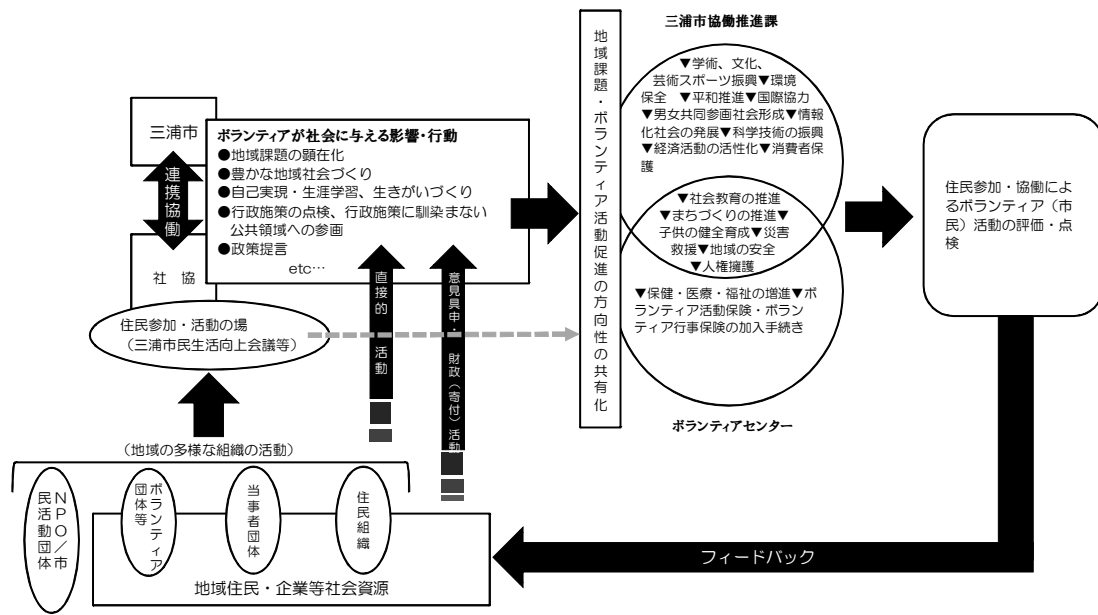 三浦市協働推進課
▼学術、文化、
芸術スポーツ振興▼環境
保全　▼平和推進▼国際協力
▼男女共同参画社会形成▼情報
化社会の発展▼科学技術の振興
▼経済活動の活性化▼消費者保
護
▼社会教育の推進
▼まちづくりの推進▼
子供の健全育成▼災害
救援▼地域の安全
▼人権擁護
▼保健・医療・福祉の増進▼ボ
ランティア活動保険・ボラン
ティア行事保険の加入手続き
ボランティアセンター
地域課題・ボランティア活動促進の方向性の共有化
三浦市
連携協働
社　協
ボランティアが社会に与える影響・行動
●地域課題の顕在化
●豊かな地域社会づくり
●自己実現・生涯学習、生きがいづくり
●行政施策の点検、行政施策に馴染まない
公共領域への参画
●政策提言
etc…
直接的　活動
意見具申・　財政（寄付）活動
住民参加・活動の場
（三浦市民生活向上会議等）
住民参加・協働によ
るボランティア（市
民）活動の評価・点
検
（地域の多様な組織の活動）
NPO／市
民活動団体
ボランティア
団体等
当事者団体
住民組織
地域住民・企業等社会資源
フィードバック